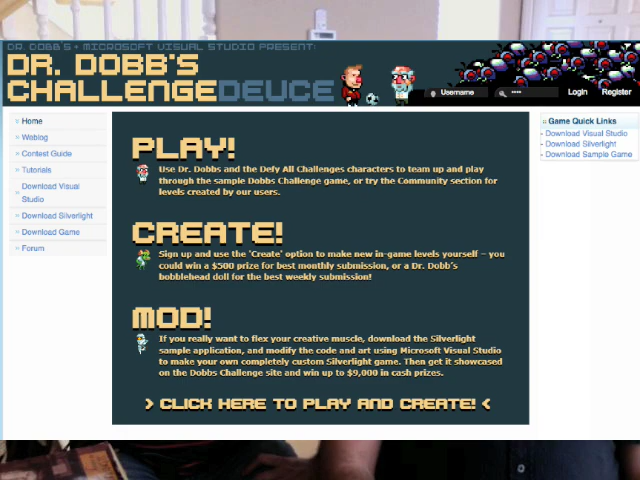 DR. DOBB'S + MICROSOFT VISUAL STUDIO PRESENT:
DR. DOBB'S
CHALLENGE DEUCE
Username
****
Login
Register
» Home
» Weblog
» Contest Guide
» Tutorials
» Download Visual
Studio
» Download Silverlight
» Download Game
» Forum
PLAY!
Use Dr. Dobbs and the Defy All Challenges characters to team up and play
through the sample Dobbs Challenge game, or try the Community section for
levels created by our users.
CREATE!
Sign up and use the 'Create' option to make new in-game levels yourself – you
could win a $500 prize for best monthly submission, or a Dr. Dobb's
bobblehead doll for the best weekly submission!
MOD!
If you really want to flex your creative muscle, download the Silverlight
sample application, and modify the code and art using Microsoft Visual Studio
to make your own completely custom Silverlight game. Then get it showcased
on the Dobbs Challenge site and win up to $9,000 in cash prizes.
> CLICK HERE TO PLAY AND CREATE! <
:: Game Quick Links
- Download Visual Studio
- Download Silverlight
- Download Sample Game